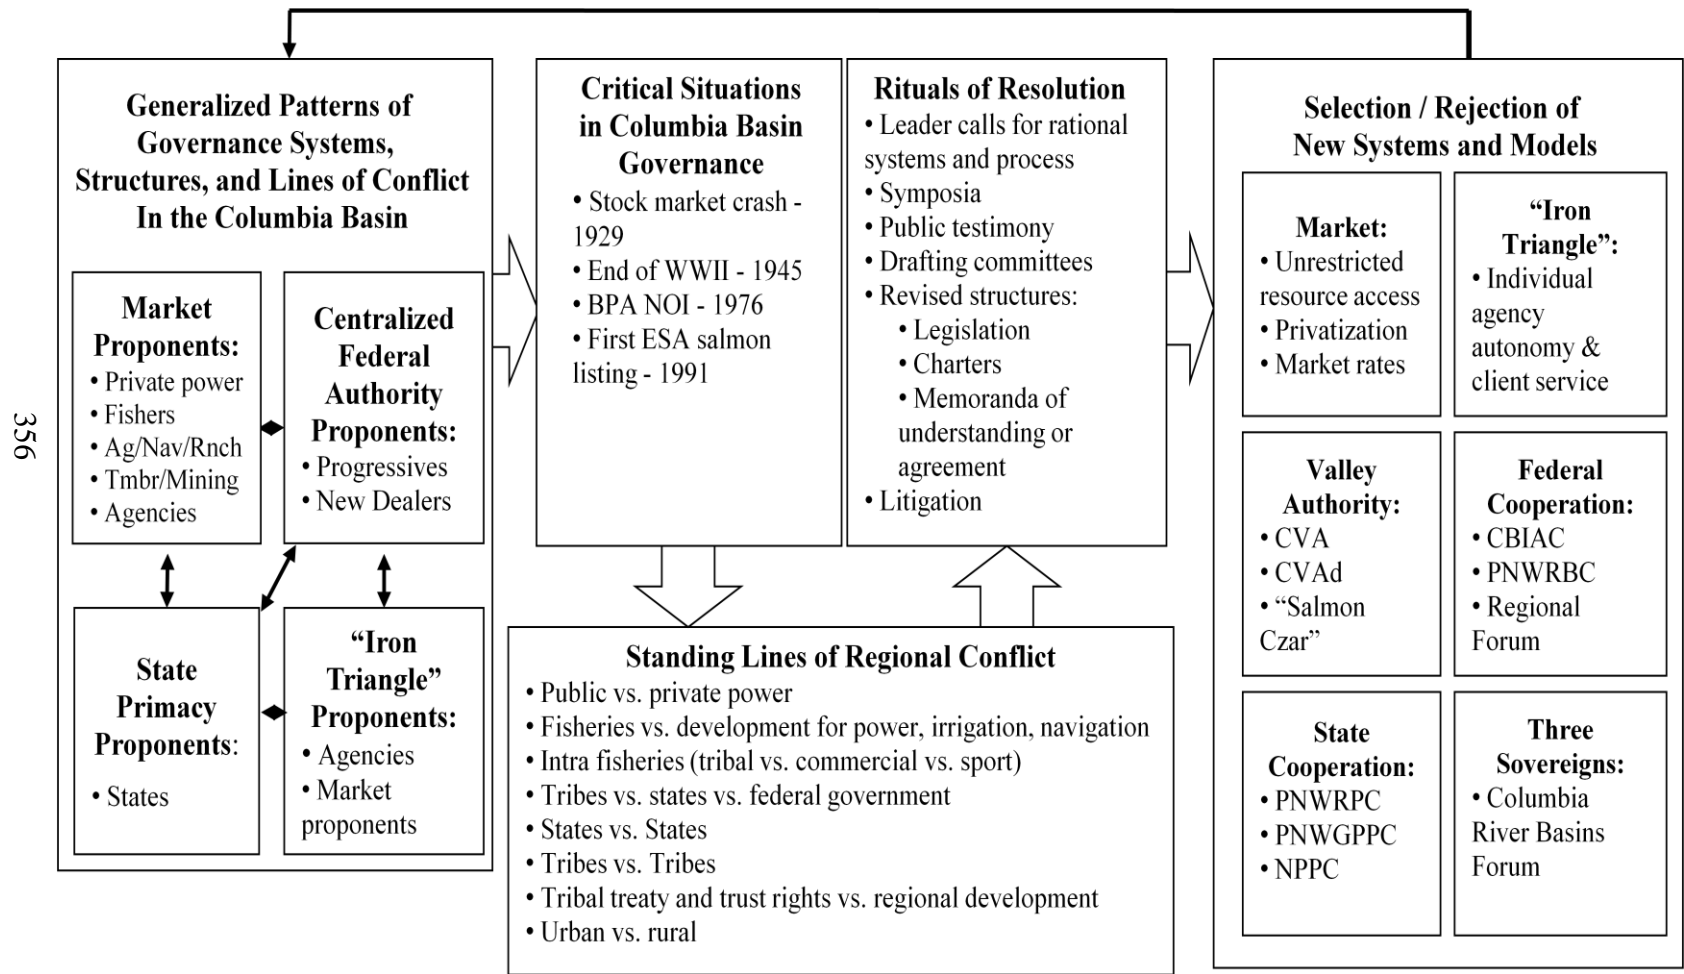 Generalized Patterns of
Governance Systems,
Structures, and Lines of Conflict
In the Columbia Basin
Market
Proponents:
• Private power
• Fishers
• Ag/Nav/Rnch
• Tmbr/Mining
• Agencies
Centralized
Federal
Authority
Proponents:
• Progressives
• New Dealers
State
Primacy
Proponents:
• States
“Iron
Triangle”
Proponents:
• Agencies
• Market
proponents
Critical Situations
in Columbia Basin
Governance
• Stock market crash -
1929
• End of WWII - 1945
• BPA NOI - 1976
• First ESA salmon
listing - 1991
Rituals of Resolution
• Leader calls for rational
systems and process
• Symposia
• Public testimony
• Drafting committees
• Revised structures:
• Legislation
• Charters
• Memoranda of
understanding or
agreement
• Litigation
Standing Lines of Regional Conflict
• Public vs. private power
• Fisheries vs. development for power, irrigation, navigation
• Intra fisheries (tribal vs. commercial vs. sport)
• Tribes vs. states vs. federal government
• States vs. States
• Tribes vs. Tribes
• Tribal treaty and trust rights vs. regional development
• Urban vs. rural
Selection / Rejection of
New Systems and Models
Market:
• Unrestricted
resource access
• Privatization
• Market rates
“Iron
Triangle”:
• Individual
agency
autonomy &
client service
Valley
Authority:
• CVA
• CVAd
• “Salmon
Czar”
Federal
Cooperation:
• CBIAC
• PNWRBC
• Regional
Forum
State
Cooperation:
• PNWRPC
• PNWGPPC
• NPPC
Three
Sovereigns:
• Columbia
River Basins
Forum
356